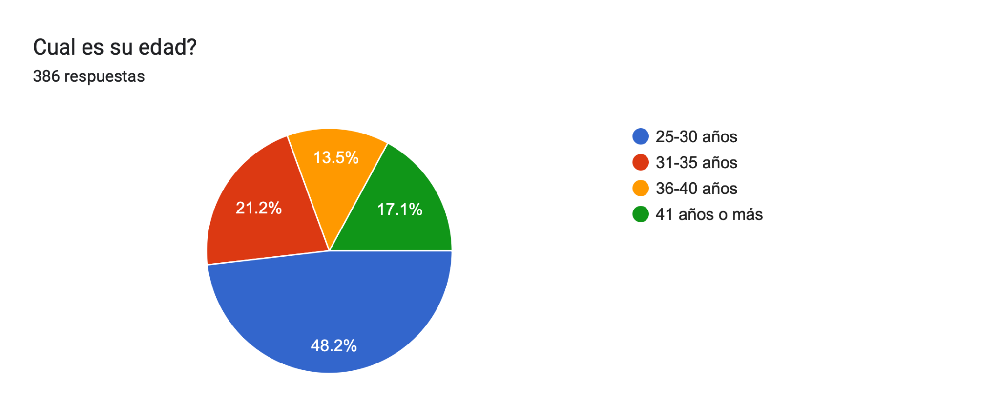 Cual es su edad?
386 respuestas
13.5%
21.2%
17.1%
48.2%
25-30 años
31-35 años
36-40 años
41 años o más